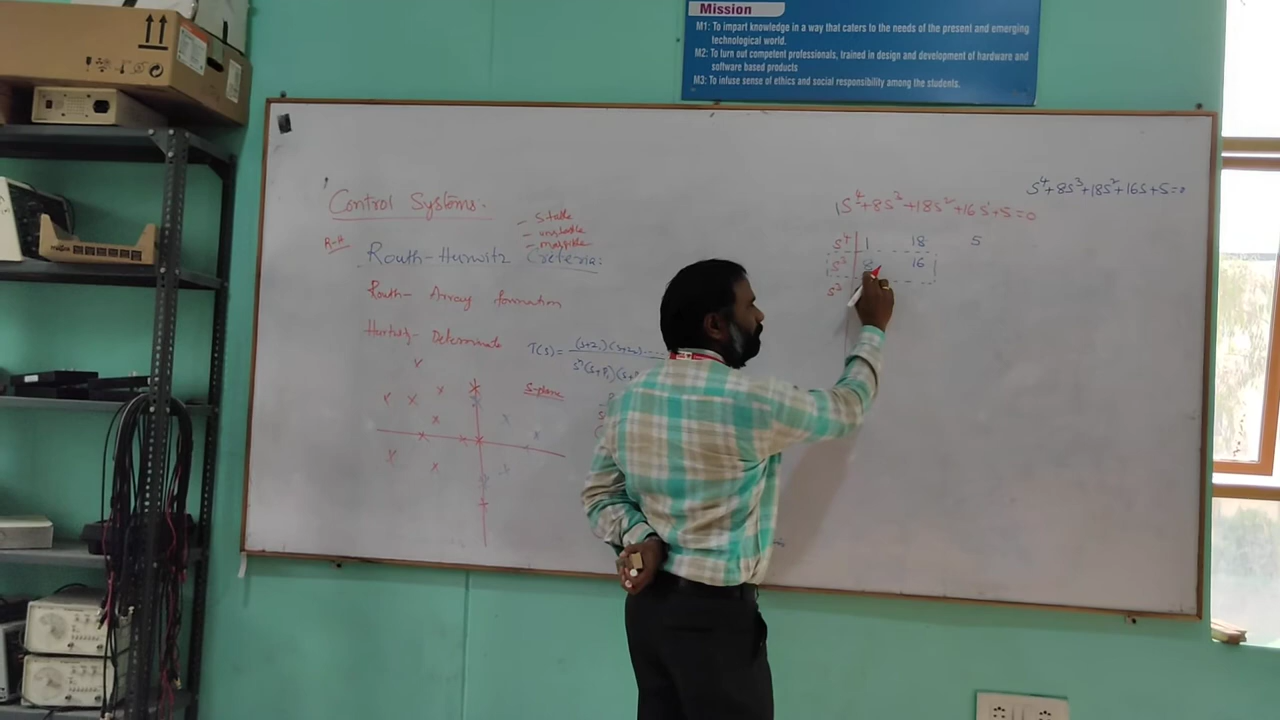 Mission
M1: To impart knowledge in a way that caters to the needs of the present and emerging
technological world.
M2: To turn out competent professionals, trained in design and development of hardware and
software based products
M3: To infuse sense of ethics and social responsibility among the students.
Control Systems.
- stable
- unstable
R-H
Routh-Hurwitz Criteria:
Routh- Array formation
Hurwitz- Determinate
T(s)= (s+z₁)(s+z₂).....
s-plane
S⁴+8S³+18S²+16S+5=0
1S⁴+8S³+18S²+16S¹+5=0
S⁴ 1 18 5
S³ 8 16
S²